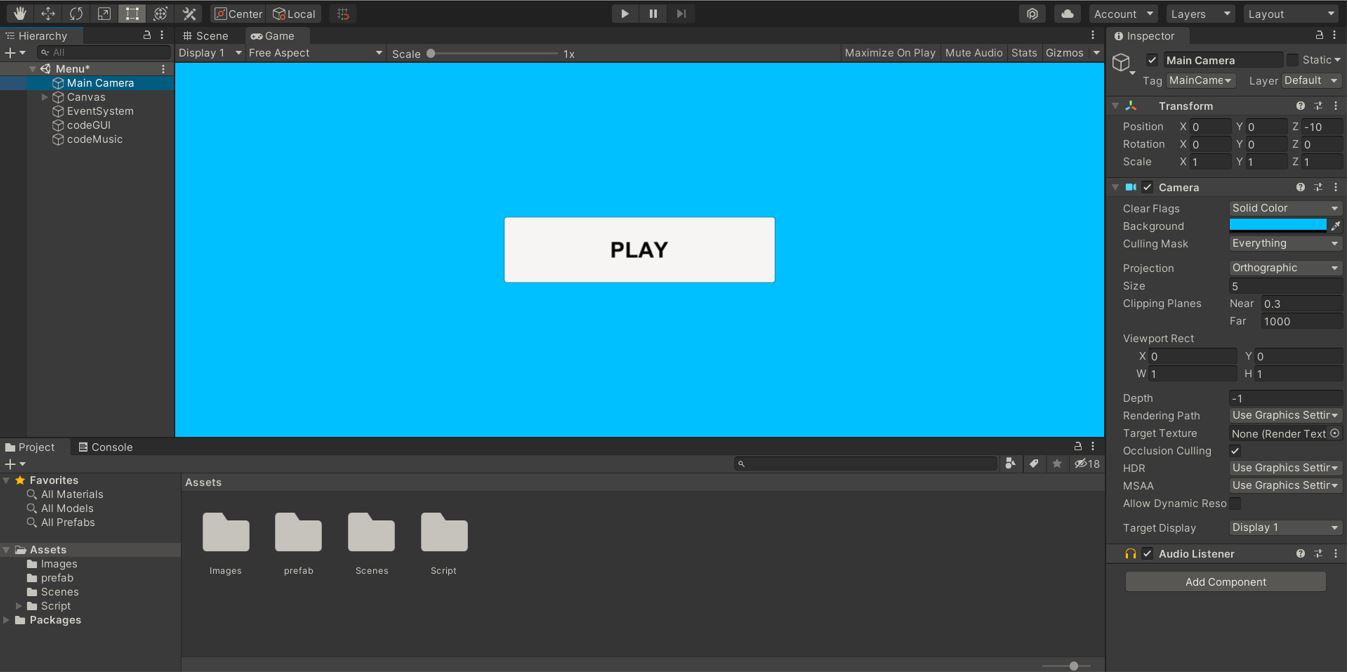 Center Local Account Layers Layout
Hierarchy
All
Menu*
Main Camera
Canvas
EventSystem
codeGUI
codeMusic
Scene Game
Display 1 Free Aspect Scale 1x Maximize On Play Mute Audio Stats Gizmos
PLAY
Inspector
Main Camera Static
Tag MainCame Layer Default
Transform
Position X 0 Y 0 Z -10
Rotation X 0 Y 0 Z 0
Scale X 1 Y 1 Z 1
Camera
Clear Flags Solid Color
Background
Culling Mask Everything
Projection Orthographic
Size 5
Clipping Planes Near 0.3
Far 1000
Viewport Rect
X 0 Y 0
W 1 H 1
Depth -1
Rendering Path Use Graphics Settir
Target Texture None (Render Text
Occlusion Culling
HDR Use Graphics Settir
MSAA Use Graphics Settir
Allow Dynamic Reso
Target Display Display 1
Audio Listener
Add Component
Project Console
18
Favorites
All Materials
All Models
All Prefabs
Assets
Images
prefab
Scenes
Script
Packages
Assets
Images prefab Scenes Script